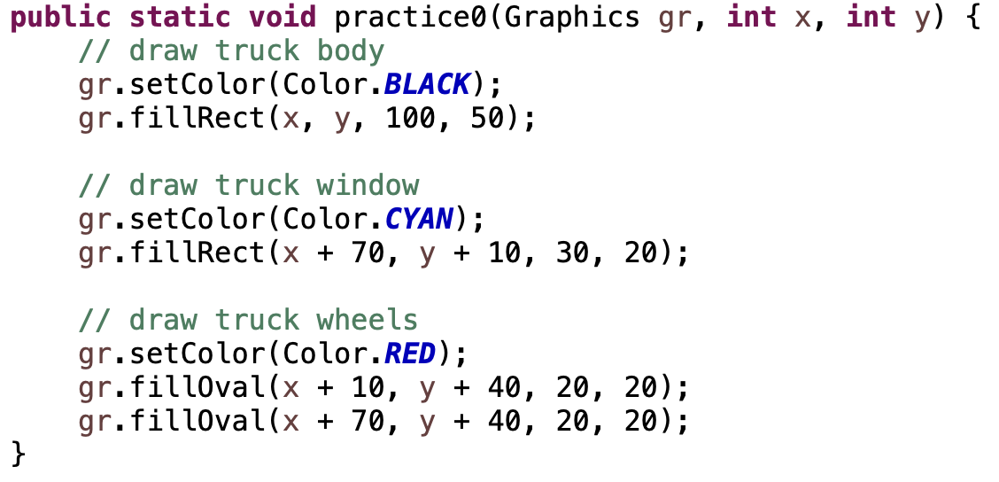 public static void practice0(Graphics gr, int x, int y) {
    // draw truck body
    gr.setColor(Color.BLACK);
    gr.fillRect(x, y, 100, 50);

    // draw truck window
    gr.setColor(Color.CYAN);
    gr.fillRect(x + 70, y + 10, 30, 20);

    // draw truck wheels
    gr.setColor(Color.RED);
    gr.fillOval(x + 10, y + 40, 20, 20);
    gr.fillOval(x + 70, y + 40, 20, 20);
}